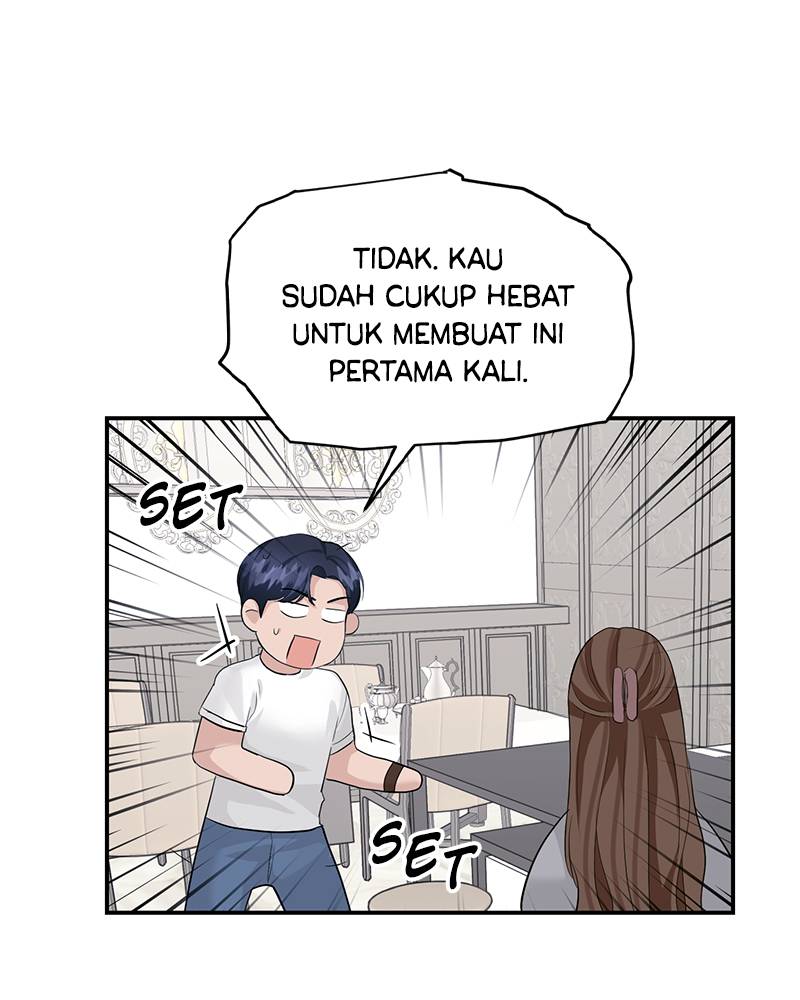 TIDAK. KAU
SUDAH CUKUP HEBAT
UNTUK MEMBUAT INI
PERTAMA KALI.
SET
SET